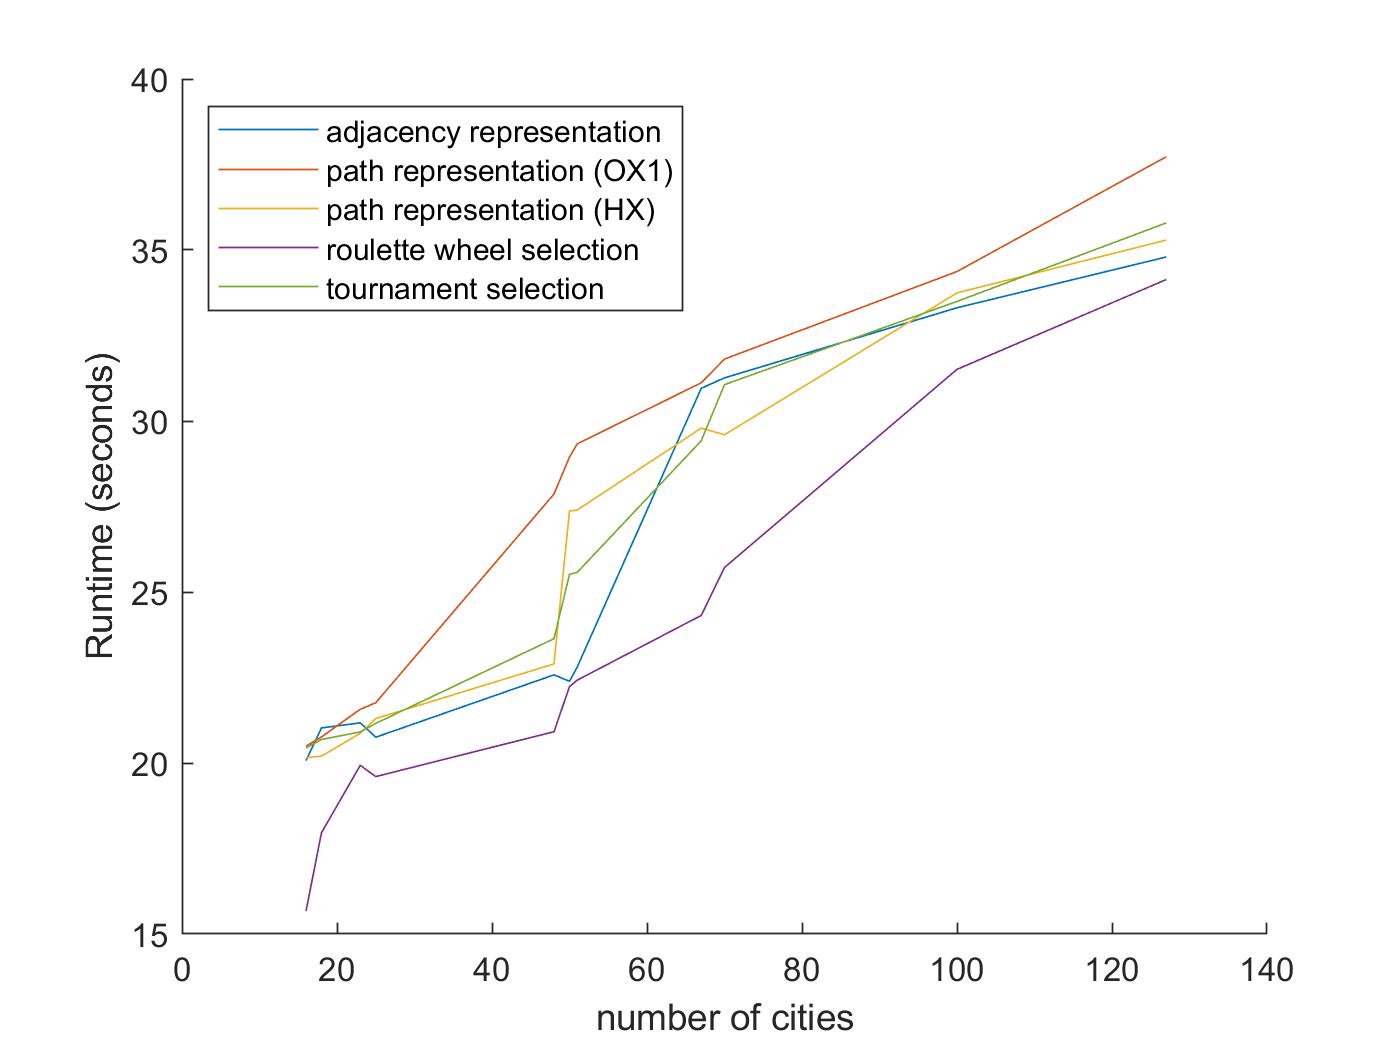 40
35
30
25
20
15
Runtime (seconds)
adjacency representation
path representation (OX1)
path representation (HX)
roulette wheel selection
tournament selection
0 20 40 60 80 100 120 140
number of cities